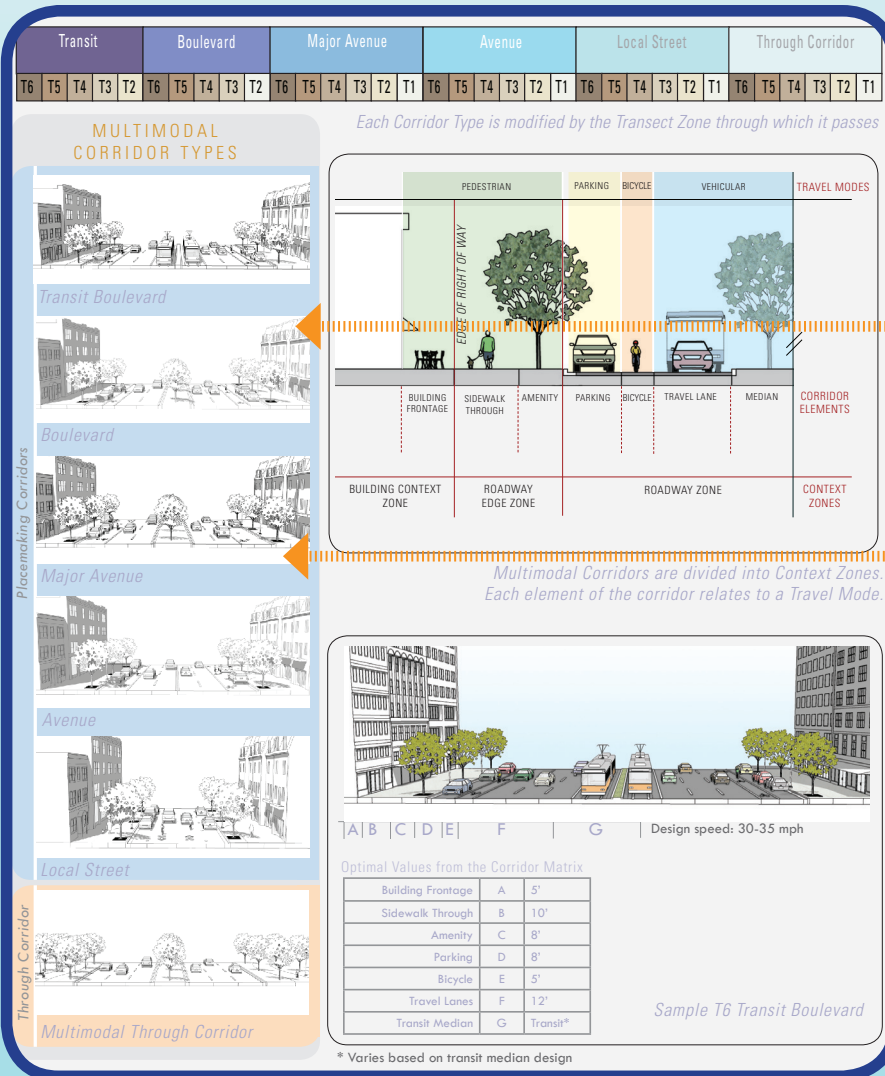 Transit Boulevard Major Avenue Avenue Local Street Through Corridor
T6 T5 T4 T3 T2 T6 T5 T4 T3 T2 T6 T5 T4 T3 T2 T1 T6 T5 T4 T3 T2 T1 T6 T5 T4 T3 T2 T1 T6 T5 T4 T3 T2 T1
Each Corridor Type is modified by the Transect Zone through which it passes
MULTIMODAL
CORRIDOR TYPES
Placemaking Corridors
Transit Boulevard
Boulevard
Major Avenue
Avenue
Local Street
Through Corridor
Multimodal Through Corridor
PEDESTRIAN PARKING BICYCLE VEHICULAR TRAVEL MODES
EDGE OF RIGHT OF WAY
BUILDING SIDEWALK AMENITY PARKING BICYCLE TRAVEL LANE MEDIAN CORRIDOR
FRONTAGE THROUGH ELEMENTS
BUILDING CONTEXT ROADWAY ROADWAY ZONE CONTEXT
ZONE EDGE ZONE ZONES
Multimodal Corridors are divided into Context Zones.
Each element of the corridor relates to a Travel Mode.
A B C D E F G Design speed: 30-35 mph
Optimal Values from the Corridor Matrix
Building Frontage A 5'
Sidewalk Through B 10'
Amenity C 8'
Parking D 8'
Bicycle E 5'
Travel Lanes F 12'
Transit Median G Transit*
Sample T6 Transit Boulevard
* Varies based on transit median design